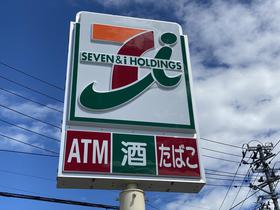 SEVEN & i HOLDINGS
ATM 酒 たばこ